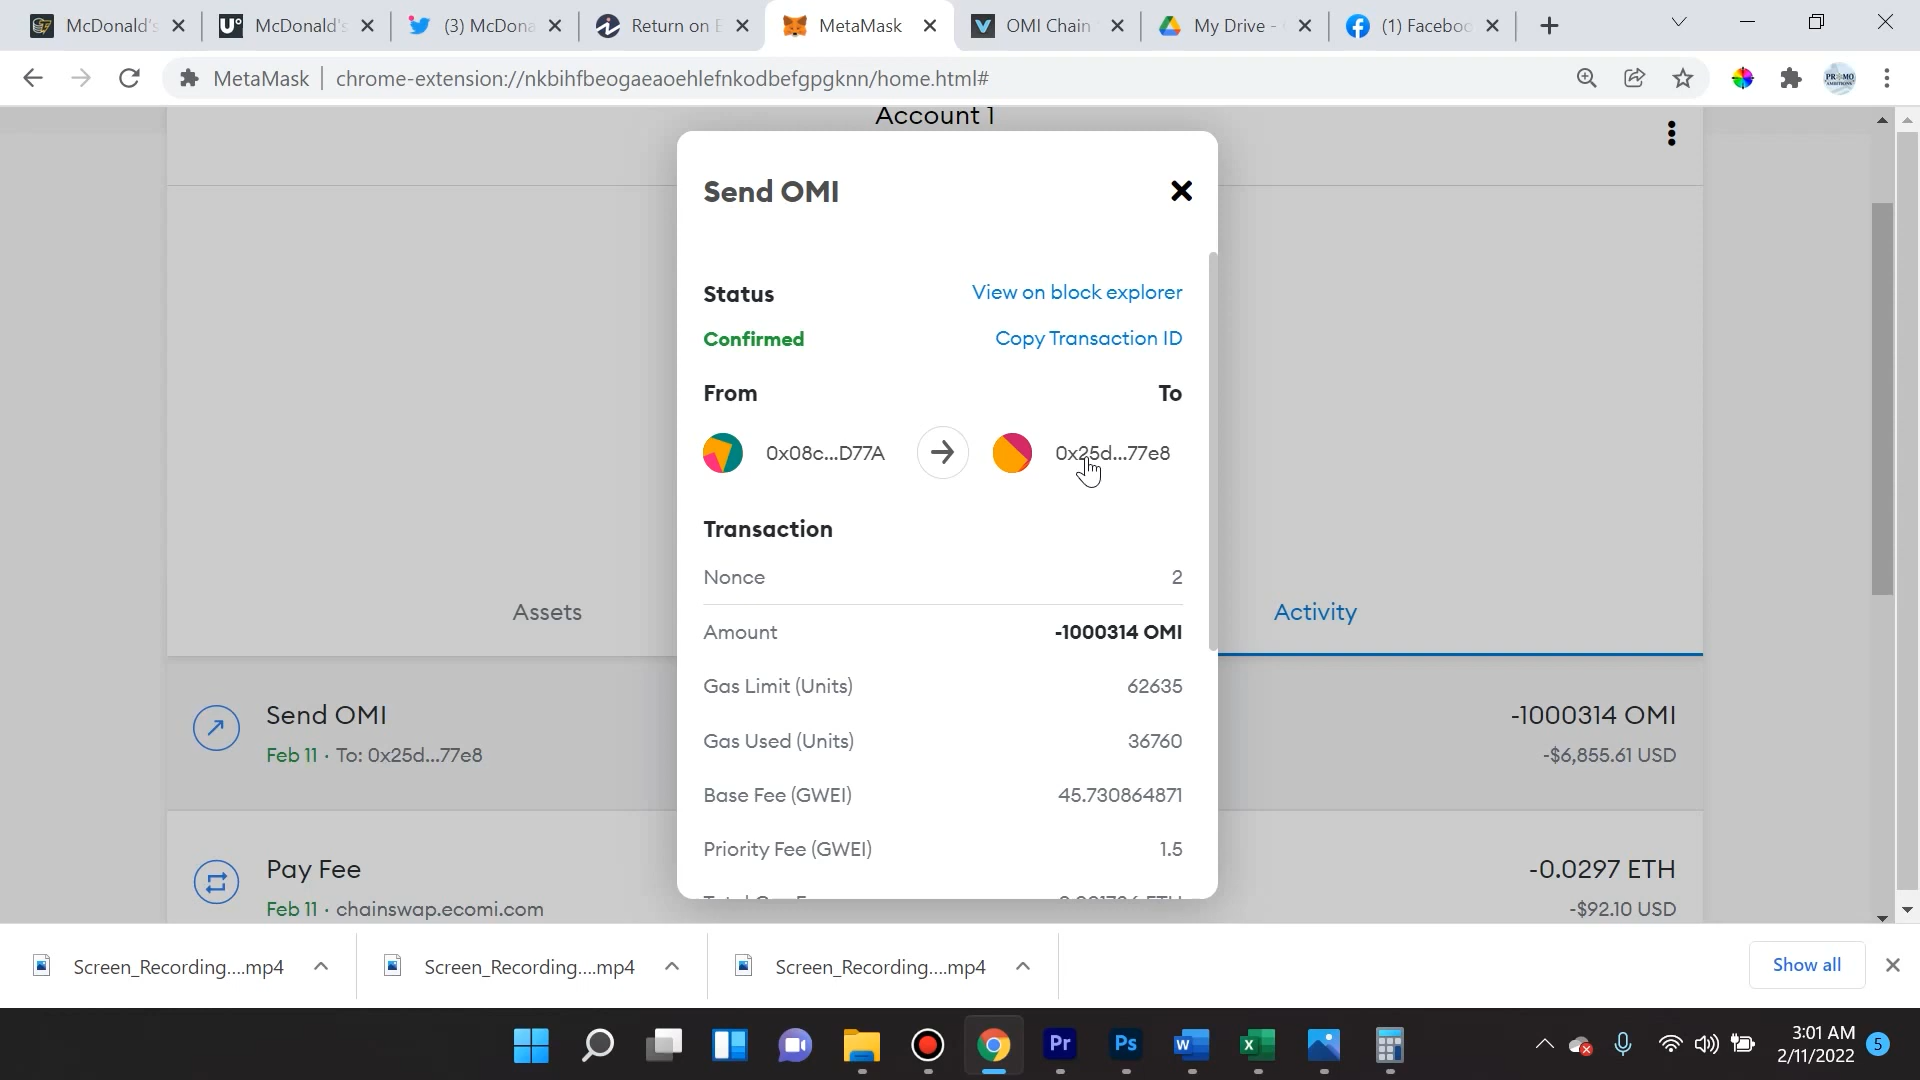 McDonald's
McDonald's
(3) McDona
Return on E
MetaMask
OMI Chain
My Drive -
(1) Faceboo
MetaMask
chrome-extension://nkbihfbeogaeaoehlefnkodbefgpgknn/home.html#
Account 1
Send OMI
Status
View on block explorer
Confirmed
Copy Transaction ID
From
To
0x08c...D77A
0x25d...77e8
Transaction
Nonce
2
Assets
Activity
Amount
-1000314 OMI
Gas Limit (Units)
62635
Gas Used (Units)
36760
Base Fee (GWEI)
45.730864871
Priority Fee (GWEI)
1.5
Send OMI
Feb 11 · To: 0x25d...77e8
-1000314 OMI
-$6,855.61 USD
Pay Fee
Feb 11 · chainswap.ecomi.com
-0.0297 ETH
-$92.10 USD
Screen_Recording....mp4
Screen_Recording....mp4
Screen_Recording....mp4
Show all
Pr
Ps
3:01 AM
2/11/2022
5